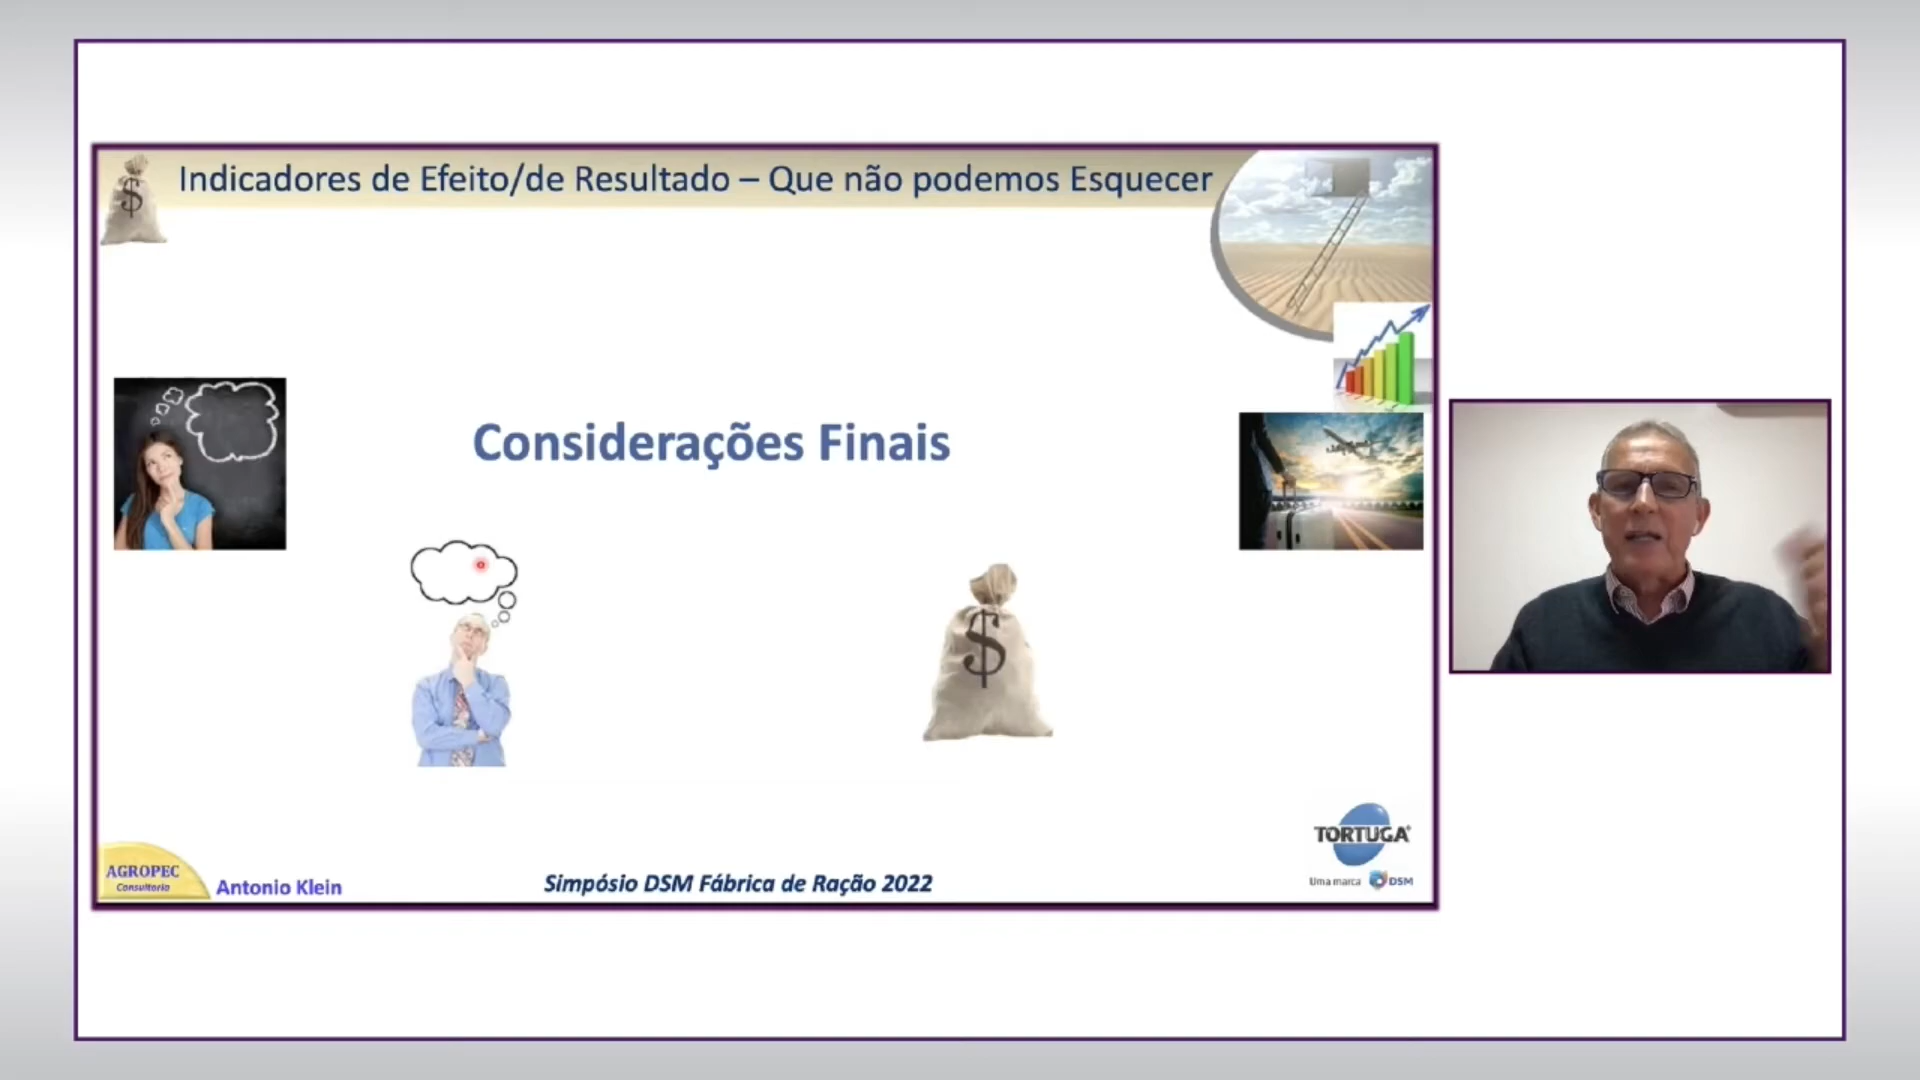 Indicadores de Efeito/de Resultado – Que não podemos Esquecer
$
Considerações Finais
$
AGROPEC
Consultoria
Antonio Klein
Simpósio DSM Fábrica de Ração 2022
TORTUGA®
Uma marca DSM